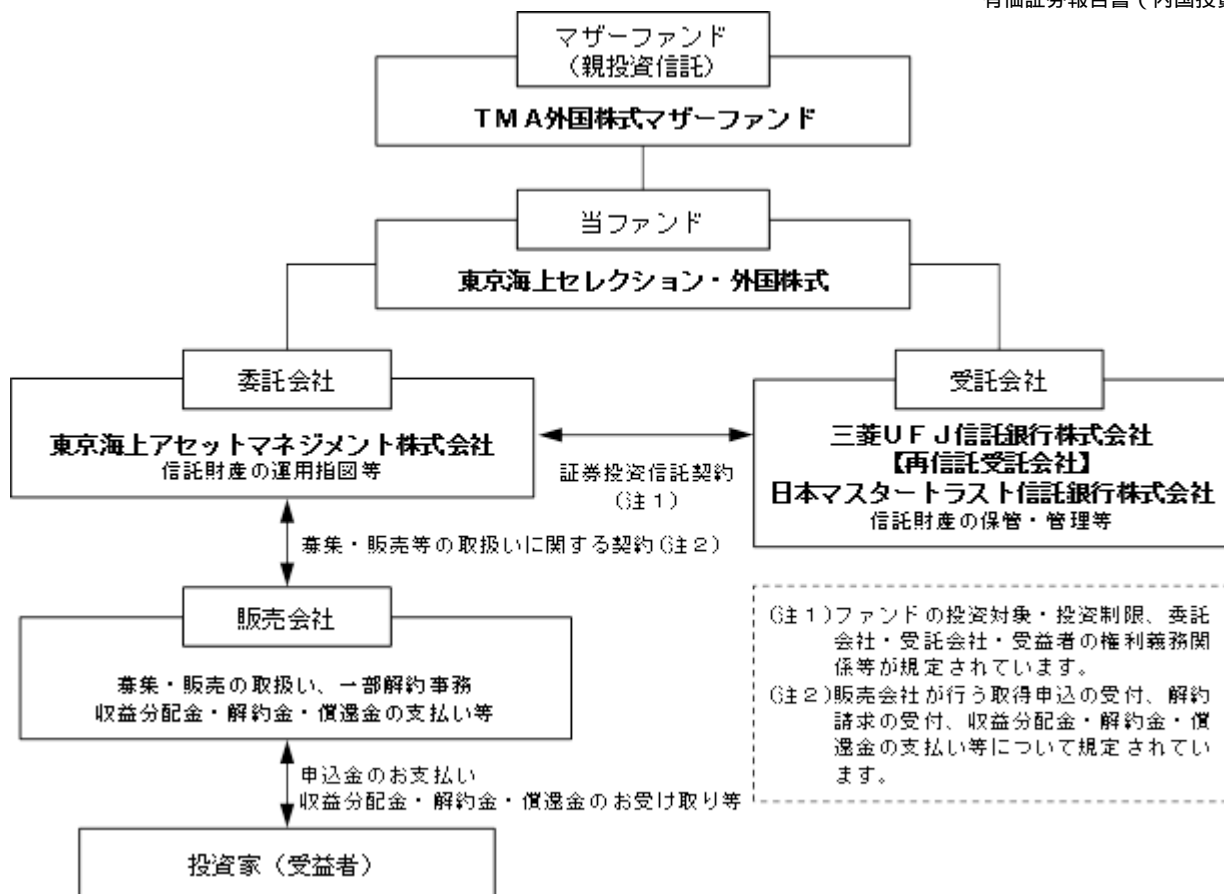 マザーファンド
(親投資信託)
TMA外国株式マザーファンド
当ファンド
東京海上セレクション・外国株式
委託会社
東京海上アセットマネジメント株式会社
信託財産の運用指図等
証券投資信託契約
(注1)
受託会社
三菱UFJ信託銀行株式会社
【再信託受託会社】
日本マスタートラスト信託銀行株式会社
信託財産の保管・管理等
募集・販売等の取扱いに関する契約(注2)
販売会社
募集・販売の取扱い、一部解約事務
収益分配金・解約金・償還金の支払い等
(注1)ファンドの投資対象・投資制限、委託
会社・受託会社・受益者の権利義務関
係等が規定されています。
(注2)販売会社が行う取得申込の受付、解約
請求の受付、収益分配金・解約金・償
還金の支払い等について規定されてい
ます。
申込金のお支払い
収益分配金・解約金・償還金のお受け取り等
投資家(受益者)